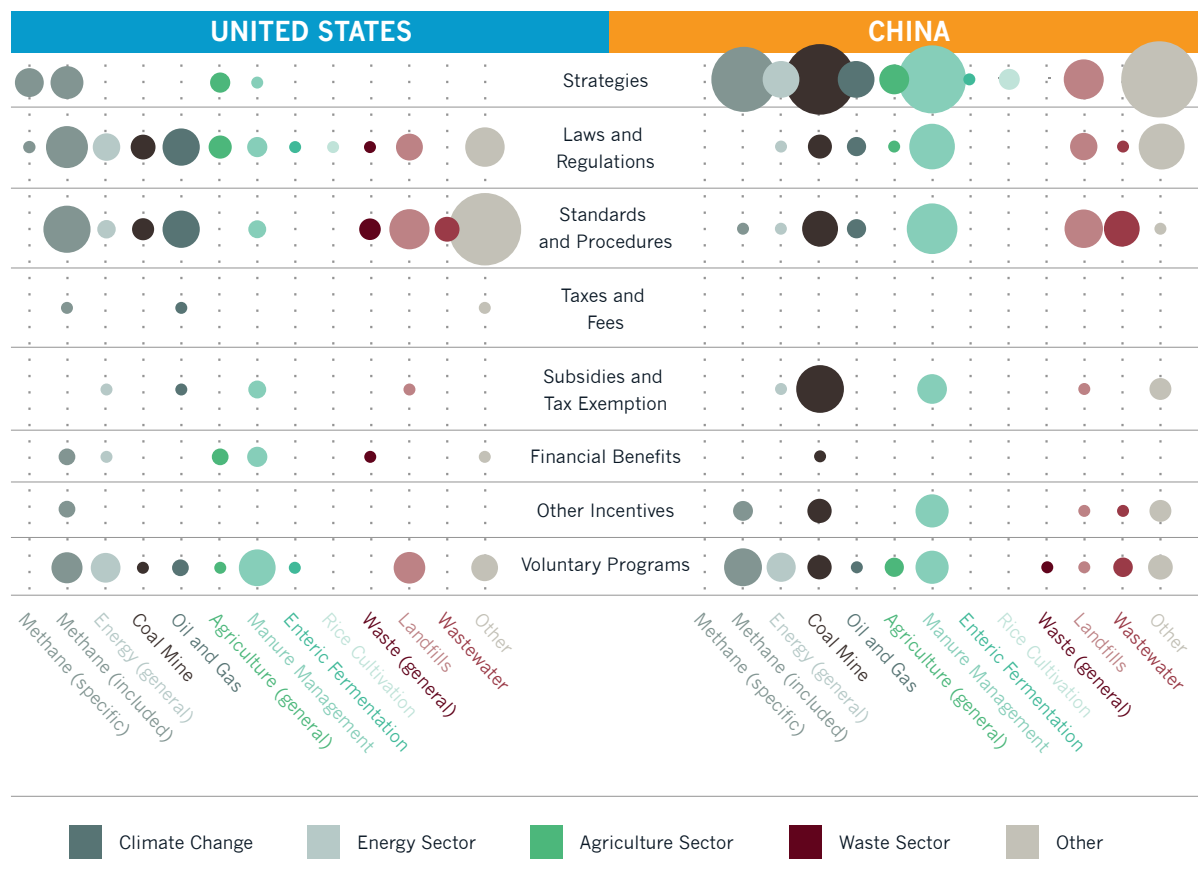 UNITED STATES
CHINA
Strategies
Laws and
Regulations
Standards
and Procedures
Taxes and
Fees
Subsidies and
Tax Exemption
Financial Benefits
Other Incentives
Voluntary Programs
Methane (specific)
Methane (included)
Energy (general)
Coal Mine
Oil and Gas
Agriculture (general)
Manure Management
Enteric Fermentation
Rice Cultivation
Waste (general)
Landfills
Wastewater
Other
Methane (specific)
Methane (included)
Energy (general)
Coal Mine
Oil and Gas
Agriculture (general)
Manure Management
Enteric Fermentation
Rice Cultivation
Waste (general)
Landfills
Wastewater
Other
Climate Change
Energy Sector
Agriculture Sector
Waste Sector
Other